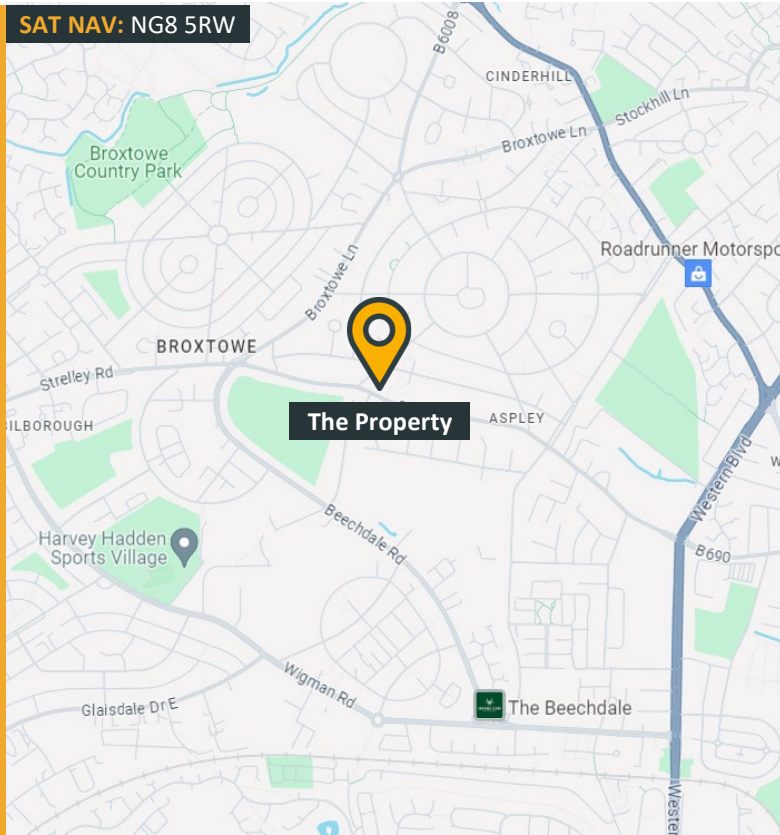 SAT NAV: NG8 5RW
B6008
CINDERHILL
Stockhill Ln
Broxtowe Ln
Broxtowe
Country Park
Roadrunner Motorspo
Broxtowe Ln
BROXTOWE
Strelley Rd
The Property
ASPLEY
ILBOROUGH
Western Blvd
W
Beechdale Rd
Harvey Hadden
Sports Village
B690
Wigman Rd
Glaisdale Dr E
The Beechdale
Weste